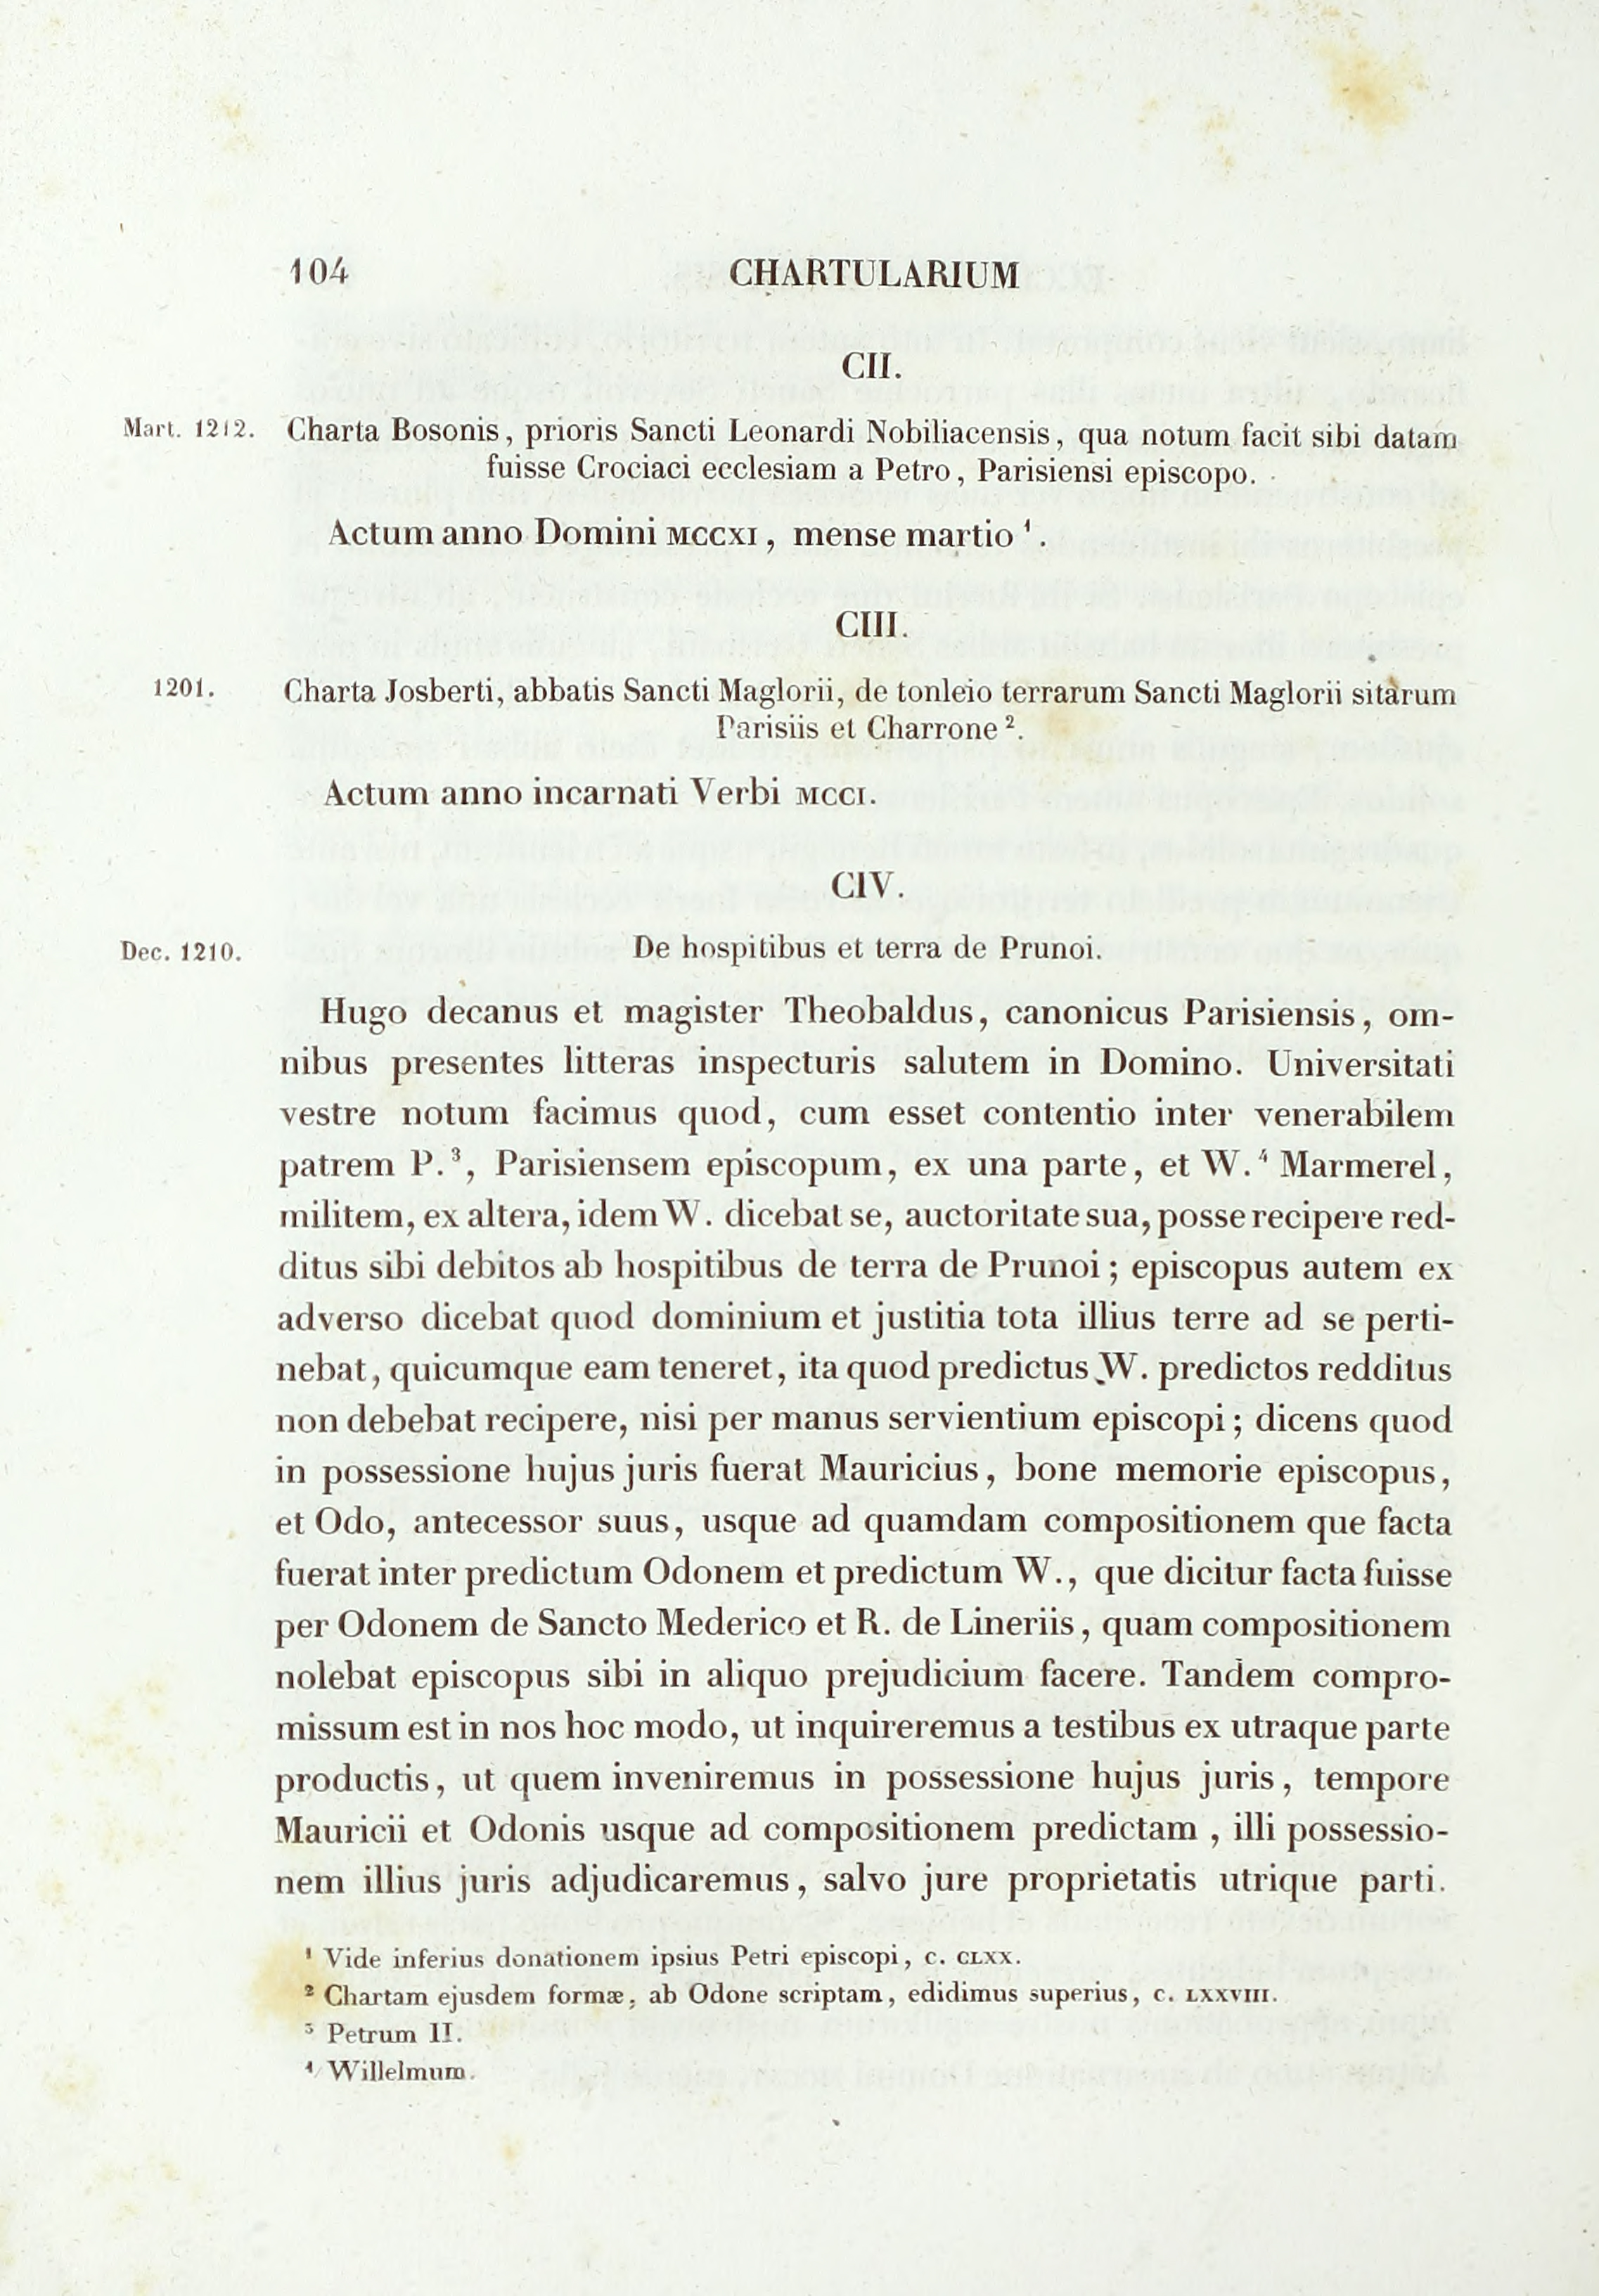 104 CHARTULARIUM
CII.
Mart. 1212. Charta Bosonis, prioris Sancti Leonardi Nobiliacensis, qua notum facit sibi datam
fuisse Crociaci ecclesiam a Petro, Parisiensi episcopo.
Actum anno Domini MCCXI, mense martio ¹.
CIII.
1201. Charta Josberti, abbatis Sancti Maglorii, de tonleio terrarum Sancti Maglorii sitarum
Parisiis et Charrone ².
Actum anno incarnati Verbi MCCI.
CIV.
Dec. 1210. De hospitibus et terra de Prunoi.
Hugo decanus et magister Theobaldus, canonicus Parisiensis, om-
nibus presentes litteras inspecturis salutem in Domino. Universitati
vestre notum facimus quod, cum esset contentio inter venerabilem
patrem P. ³, Parisiensem episcopum, ex una parte, et W. ⁴ Marmerel,
militem, ex altera, idem W. dicebat se, auctoritate sua, posse recipere red-
ditus sibi debitos ab hospitibus de terra de Prunoi; episcopus autem ex
adverso dicebat quod dominium et justitia tota illius terre ad se perti-
nebat, quicumque eam teneret, ita quod predictus W. predictos redditus
non debebat recipere, nisi per manus servientium episcopi; dicens quod
in possessione hujus juris fuerat Mauricius, bone memorie episcopus,
et Odo, antecessor suus, usque ad quamdam compositionem que facta
fuerat inter predictum Odonem et predictum W., que dicitur facta fuisse
per Odonem de Sancto Mederico et R. de Lineriis, quam compositionem
nolebat episcopus sibi in aliquo prejudicium facere. Tandem compro-
missum est in nos hoc modo, ut inquireremus a testibus ex utraque parte
productis, ut quem inveniremus in possessione hujus juris, tempore
Mauricii et Odonis usque ad compositionem predictam, illi possessio-
nem illius juris adjudicaremus, salvo jure proprietatis utrique parti.
¹ Vide inferius donationem ipsius Petri episcopi, c. CLXX.
² Chartam ejusdem formæ, ab Odone scriptam, edidimus superius, c. LXXVIII.
³ Petrum II.
⁴ Willelmum.